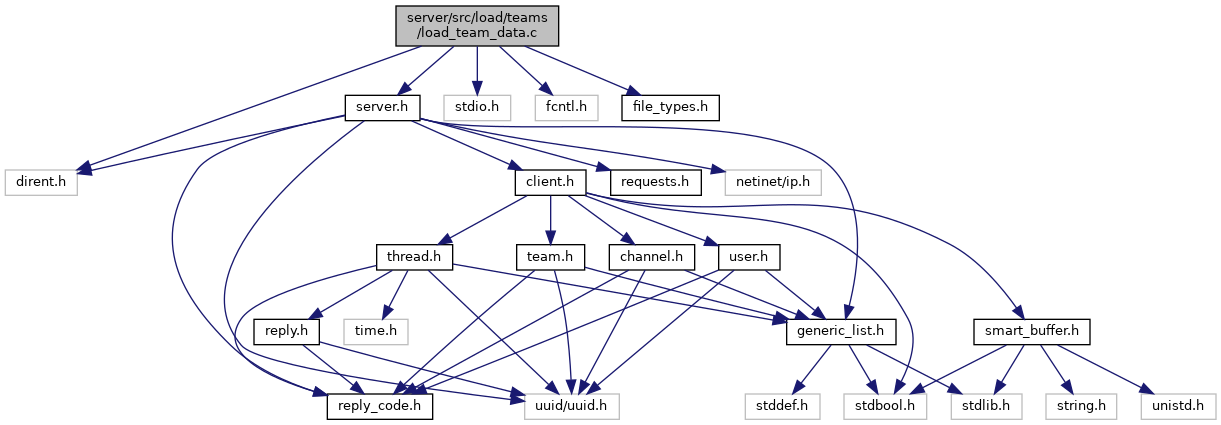 server/src/load/teams
/load_team_data.c
server.h
stdio.h
fcntl.h
file_types.h
dirent.h
client.h
requests.h
netinet/ip.h
thread.h
team.h
channel.h
user.h
reply.h
time.h
generic_list.h
smart_buffer.h
reply_code.h
uuid/uuid.h
stddef.h
stdbool.h
stdlib.h
string.h
unistd.h